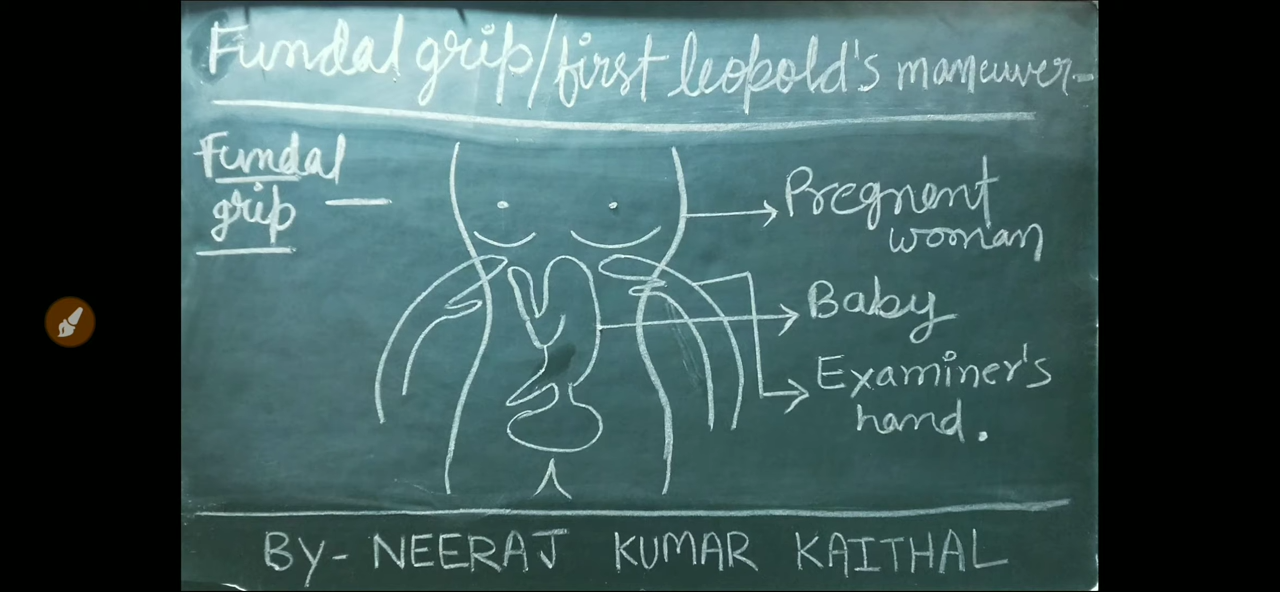 Fundal grip/first leopold's maneuver-
Fundal
grip -
Pregnent
woman
Baby
Examiner's
hand.
BY- NEERAJ KUMAR KAITHAL